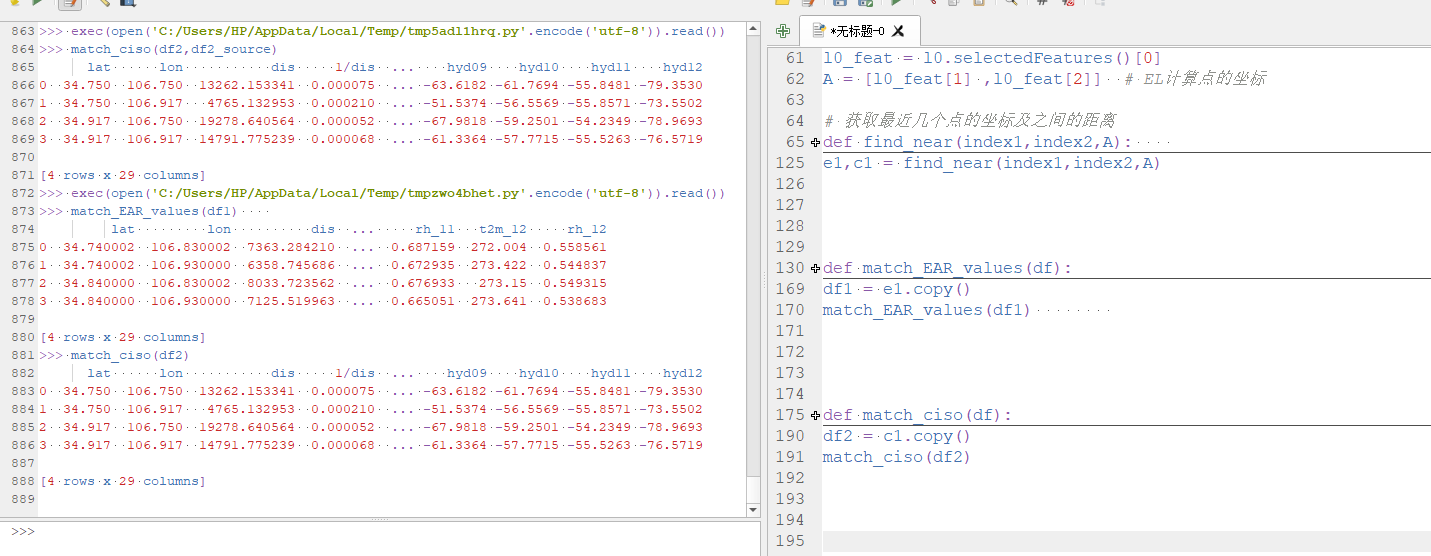 863 >>> exec(open('C:/Users/HP/AppData/Local/Temp/tmp5adl1hrq.py'.encode('utf-8')).read())
864 >>> match_ciso(df2,df2_source)
865 lat lon dis 1/dis ... hyd09 hyd10 hyd11 hyd12
866 0 34.750 106.750 13262.153341 0.000075 ... -63.6182 -61.7694 -55.8481 -79.3530
867 1 34.750 106.917 4765.132953 0.000210 ... -51.5374 -56.5569 -55.8571 -73.5502
868 2 34.917 106.750 19278.640564 0.000052 ... -67.9818 -59.2501 -54.2349 -78.9693
869 3 34.917 106.917 14791.775239 0.000068 ... -61.3364 -57.7715 -55.5263 -76.5719
870
871 [4 rows x 29 columns]
872 >>> exec(open('C:/Users/HP/AppData/Local/Temp/tmpzwo4bhet.py'.encode('utf-8')).read())
873 >>> match_EAR_values(df1)
874 lat lon dis ... rh_11 t2m_12 rh_12
875 0 34.740002 106.830002 7363.284210 ... 0.687159 272.004 0.558561
876 1 34.740002 106.930000 6358.745686 ... 0.672935 273.422 0.544837
877 2 34.840000 106.830002 8033.723562 ... 0.676933 273.15 0.549315
878 3 34.840000 106.930000 7125.519963 ... 0.665051 273.641 0.538683
879
880 [4 rows x 29 columns]
881 >>> match_ciso(df2)
882 lat lon dis 1/dis ... hyd09 hyd10 hyd11 hyd12
883 0 34.750 106.750 13262.153341 0.000075 ... -63.6182 -61.7694 -55.8481 -79.3530
884 1 34.750 106.917 4765.132953 0.000210 ... -51.5374 -56.5569 -55.8571 -73.5502
885 2 34.917 106.750 19278.640564 0.000052 ... -67.9818 -59.2501 -54.2349 -78.9693
886 3 34.917 106.917 14791.775239 0.000068 ... -61.3364 -57.7715 -55.5263 -76.5719
887
888 [4 rows x 29 columns]
889
>>>
*无标题-0
61 l0_feat = l0.selectedFeatures()[0]
62 A = [l0_feat[1] ,l0_feat[2]] # EL计算点的坐标
63
64 # 获取最近几个点的坐标及之间的距离
65 def find_near(index1,index2,A):
125 e1,c1 = find_near(index1,index2,A)
126
127
128
129
130 def match_EAR_values(df):
169 df1 = e1.copy()
170 match_EAR_values(df1)
171
172
173
174
175 def match_ciso(df):
190 df2 = c1.copy()
191 match_ciso(df2)
192
193
194
195